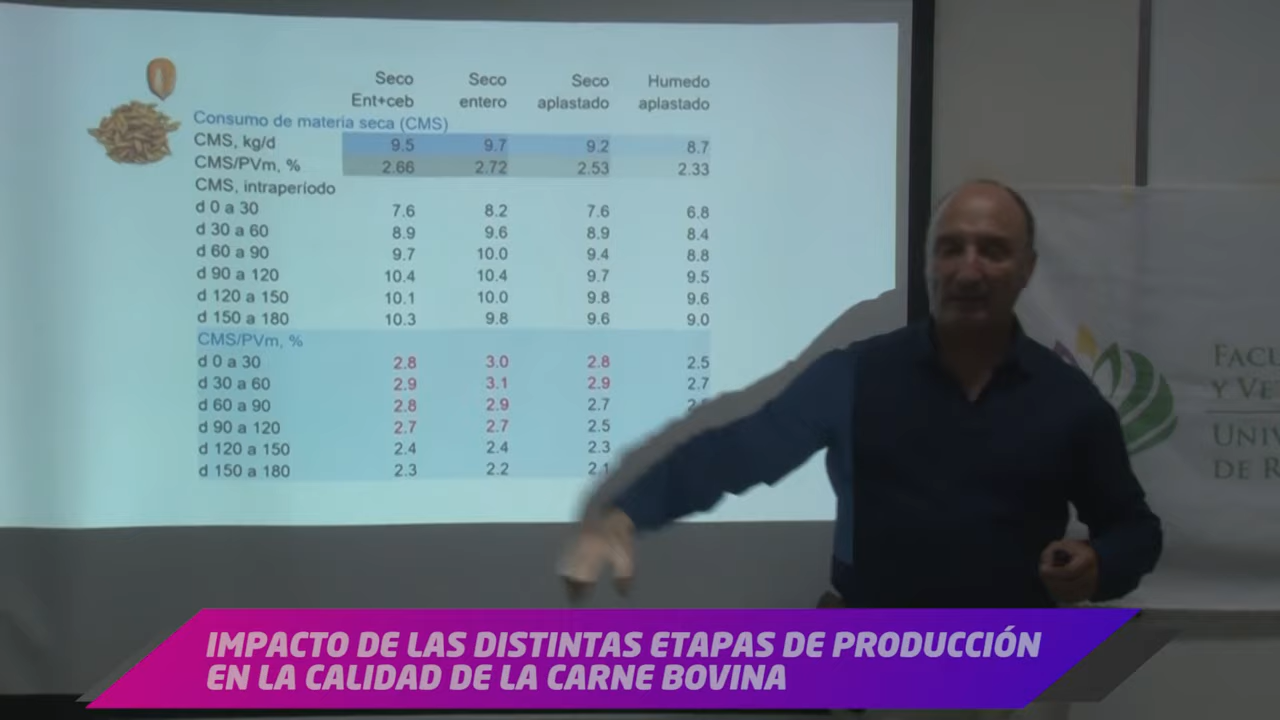 Seco Seco Seco Humedo
Ent+ceb entero aplastado aplastado
Consumo de materia seca (CMS)
CMS, kg/d 9.5 9.7 9.2 8.7
CMS/PVm, % 2.66 2.72 2.53 2.33
CMS, intraperíodo
d 0 a 30 7.6 8.2 7.6 6.8
d 30 a 60 8.9 9.6 8.9 8.4
d 60 a 90 9.7 10.0 9.4 8.8
d 90 a 120 10.4 10.4 9.7 9.5
d 120 a 150 10.1 10.0 9.8 9.6
d 150 a 180 10.3 9.8 9.6 9.0
CMS/PVm, %
d 0 a 30 2.8 3.0 2.8 2.5
d 30 a 60 2.9 3.1 2.9 2.7
d 60 a 90 2.8 2.9 2.7
d 90 a 120 2.7 2.7 2.5
d 120 a 150 2.4 2.4 2.3
d 150 a 180 2.3 2.2 2.1
Y
DE
IMPACTO DE LAS DISTINTAS ETAPAS DE PRODUCCIÓN
EN LA CALIDAD DE LA CARNE BOVINA